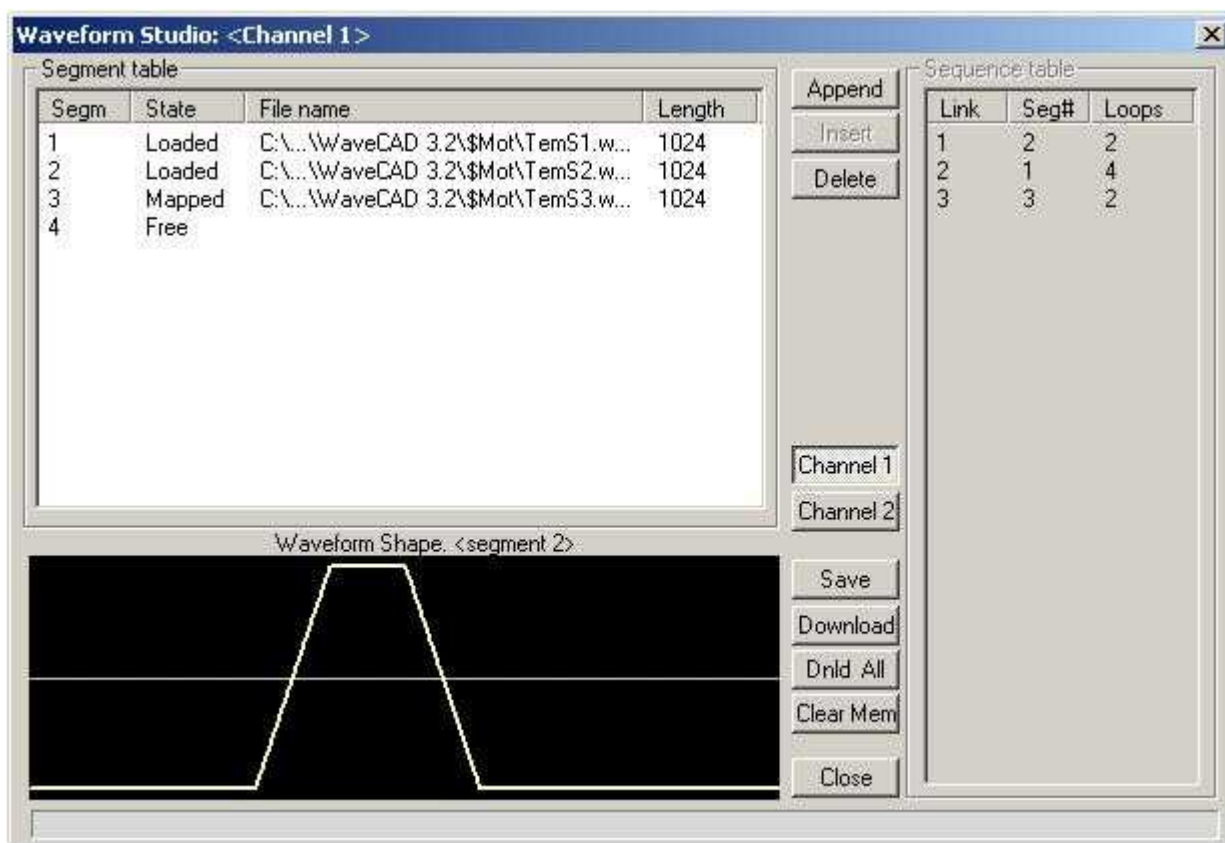 Waveform Studio: <Channel 1>
Segment table
Segm State File name Length
1 Loaded C:\...\WaveCAD 3.2\$Mot\TemS1.w... 1024
2 Loaded C:\...\WaveCAD 3.2\$Mot\TemS2.w... 1024
3 Mapped C:\...\WaveCAD 3.2\$Mot\TemS3.w... 1024
4 Free
Append
Insert
Delete
Channel 1
Channel 2
Sequence table
Link Seg# Loops
1 2 2
2 1 4
3 3 2
Waveform Shape. <segment 2>
Save
Download
Dnld All
Clear Mem
Close